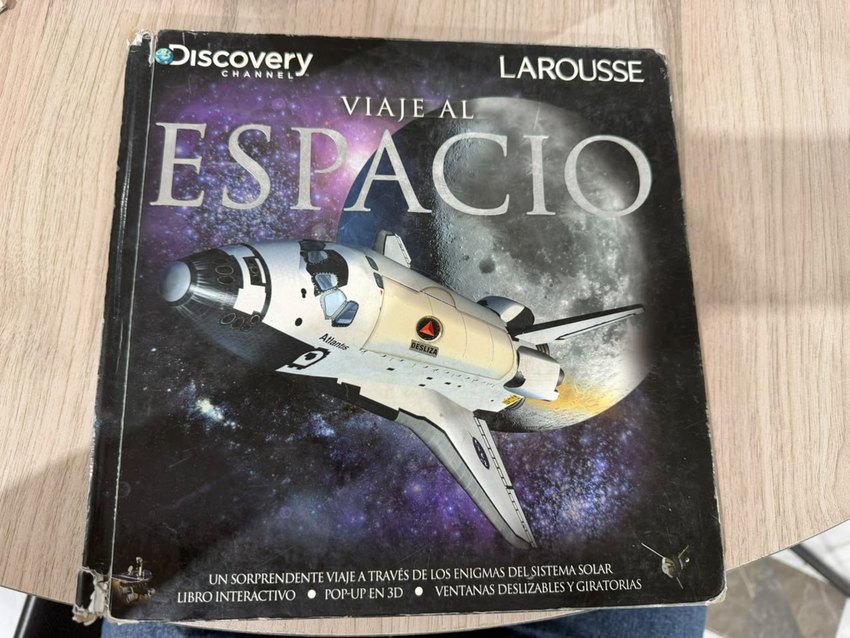 Discovery
CHANNEL
LAROUSSE
VIAJE AL
ESPACIO
Atlantis
DESLIZA
UN SORPRENDENTE VIAJE A TRAVÉS DE LOS ENIGMAS DEL SISTEMA SOLAR
LIBRO INTERACTIVO • POP-UP EN 3D • VENTANAS DESLIZABLES Y GIRATORIAS